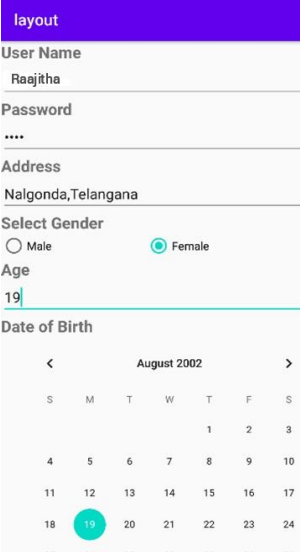 layout
User Name
Raajitha
Password
••••
Address
Nalgonda,Telangana
Select Gender
Male Female
Age
19
Date of Birth
August 2002
S M T W T F S
1 2 3
4 5 6 7 8 9 10
11 12 13 14 15 16 17
18 19 20 21 22 23 24